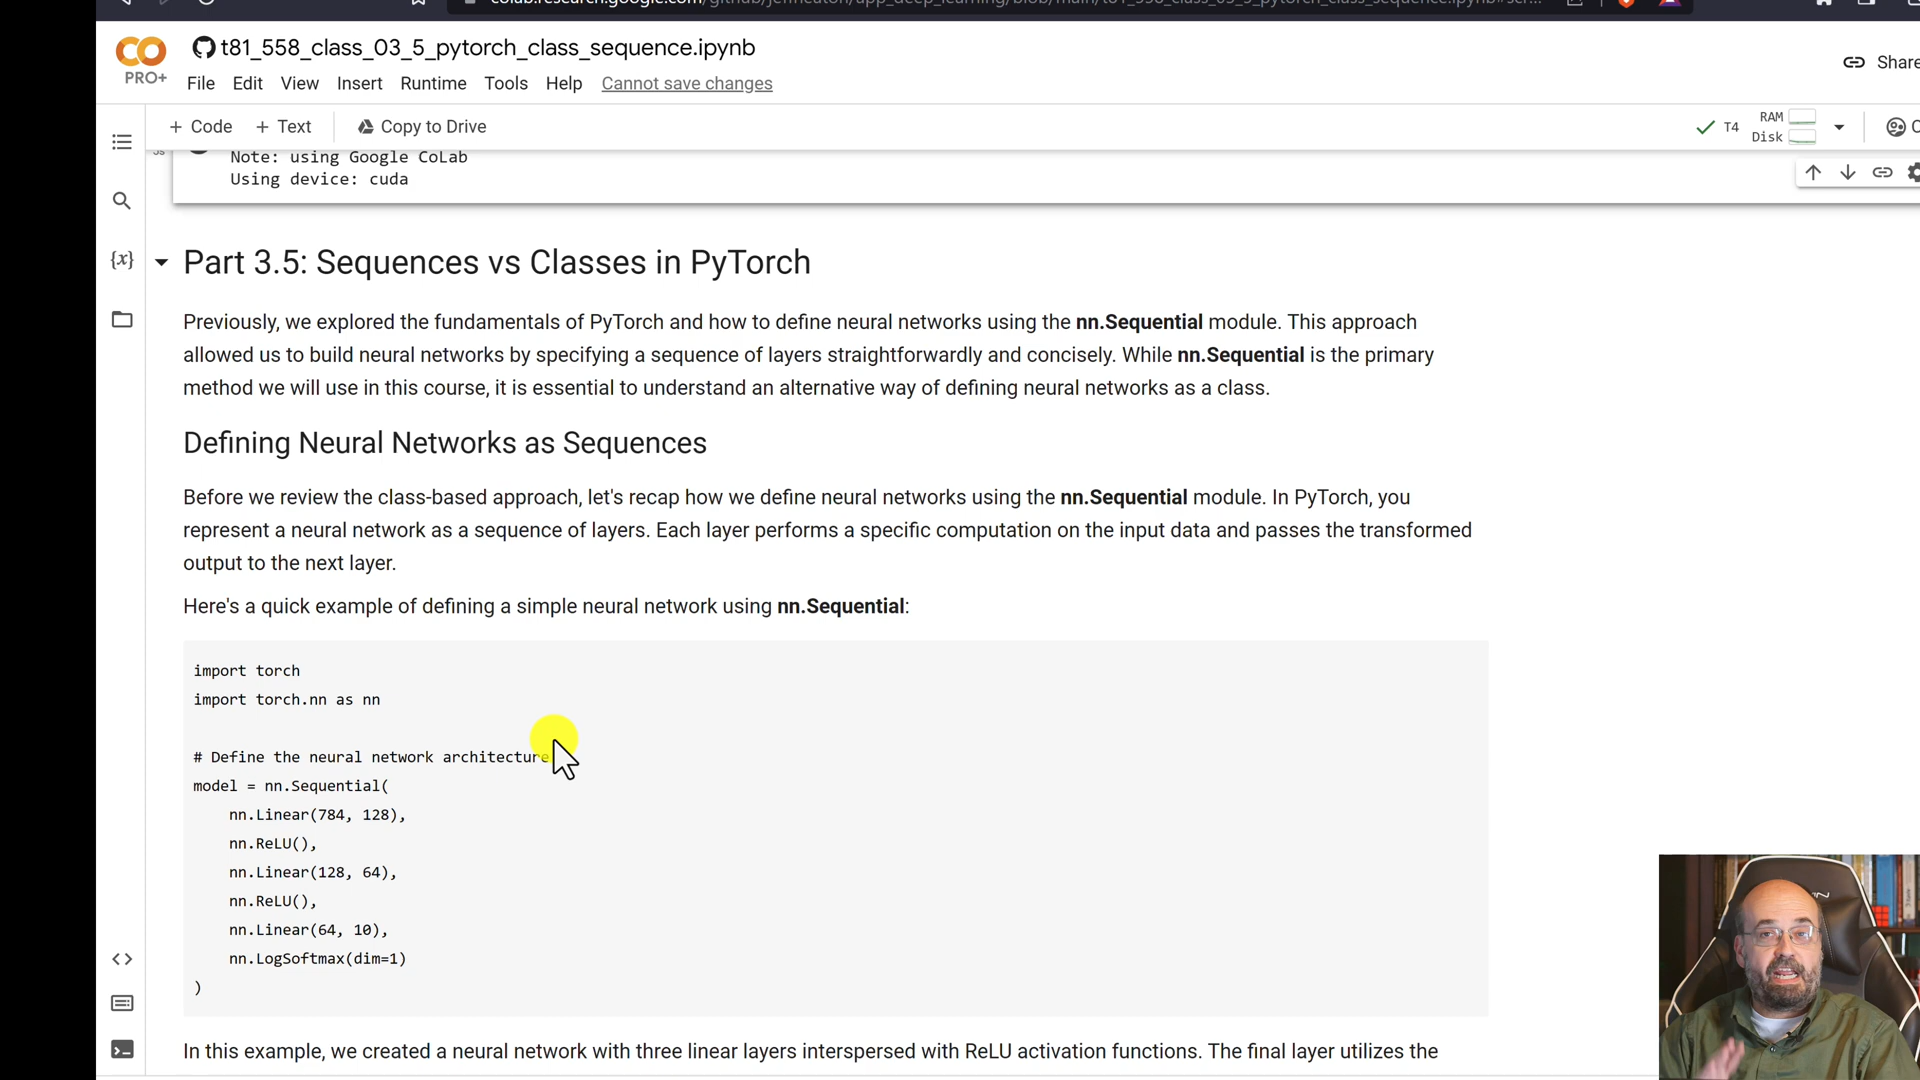 t81_558_class_03_5_pytorch_class_sequence.ipynb
PRO+
File Edit View Insert Runtime Tools Help Cannot save changes
Share
+ Code + Text Copy to Drive
T4 RAM Disk
Note: using Google CoLab
Using device: cuda
{x}
Part 3.5: Sequences vs Classes in PyTorch
Previously, we explored the fundamentals of PyTorch and how to define neural networks using the nn.Sequential module. This approach
allowed us to build neural networks by specifying a sequence of layers straightforwardly and concisely. While nn.Sequential is the primary
method we will use in this course, it is essential to understand an alternative way of defining neural networks as a class.
Defining Neural Networks as Sequences
Before we review the class-based approach, let's recap how we define neural networks using the nn.Sequential module. In PyTorch, you
represent a neural network as a sequence of layers. Each layer performs a specific computation on the input data and passes the transformed
output to the next layer.
Here's a quick example of defining a simple neural network using nn.Sequential:
import torch
import torch.nn as nn
# Define the neural network architecture
model = nn.Sequential(
    nn.Linear(784, 128),
    nn.ReLU(),
    nn.Linear(128, 64),
    nn.ReLU(),
    nn.Linear(64, 10),
    nn.LogSoftmax(dim=1)
)
In this example, we created a neural network with three linear layers interspersed with ReLU activation functions. The final layer utilizes the